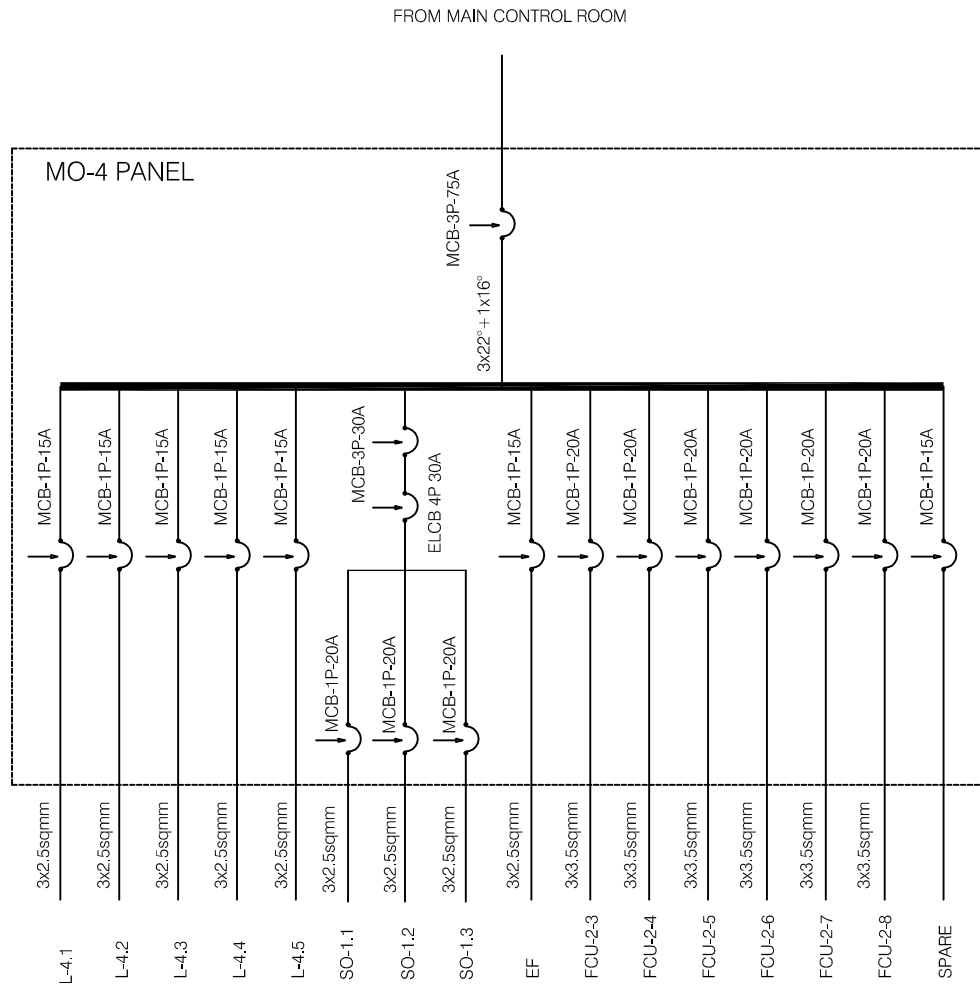 FROM MAIN CONTROL ROOM
MO-4 PANEL
MCB-3P-75A
3x22° + 1x16°
MCB-1P-15A
MCB-1P-15A
MCB-1P-15A
MCB-1P-15A
MCB-1P-15A
MCB-3P-30A
ELCB 4P 30A
MCB-1P-15A
MCB-1P-20A
MCB-1P-20A
MCB-1P-20A
MCB-1P-20A
MCB-1P-20A
MCB-1P-20A
MCB-1P-15A
MCB-1P-20A
MCB-1P-20A
MCB-1P-20A
3x2.5sqmm
3x2.5sqmm
3x2.5sqmm
3x2.5sqmm
3x2.5sqmm
3x2.5sqmm
3x2.5sqmm
3x2.5sqmm
3x2.5sqmm
3x3.5sqmm
3x3.5sqmm
3x3.5sqmm
3x3.5sqmm
3x3.5sqmm
3x3.5sqmm
L-4.1
L-4.2
L-4.3
L-4.4
L-4.5
SO-1.1
SO-1.2
SO-1.3
EF
FCU-2-3
FCU-2-4
FCU-2-5
FCU-2-6
FCU-2-7
FCU-2-8
SPARE